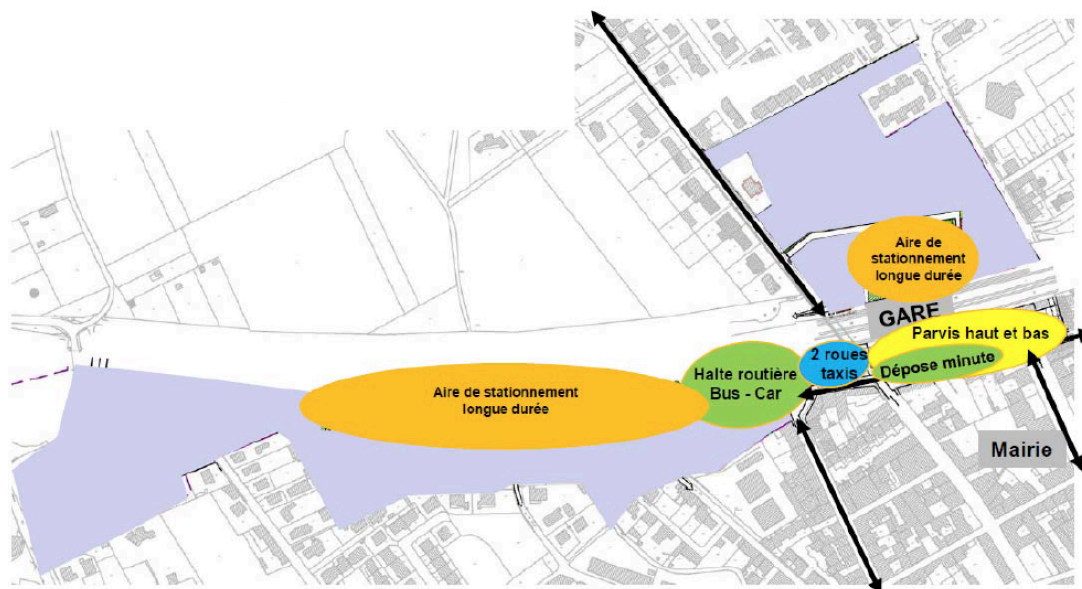 Aire de
stationnement
longue durée
GARE
Parvis haut et bas
2 roues
taxis
Dépose minute
Halte routière
Bus - Car
Aire de stationnement
longue durée
Mairie